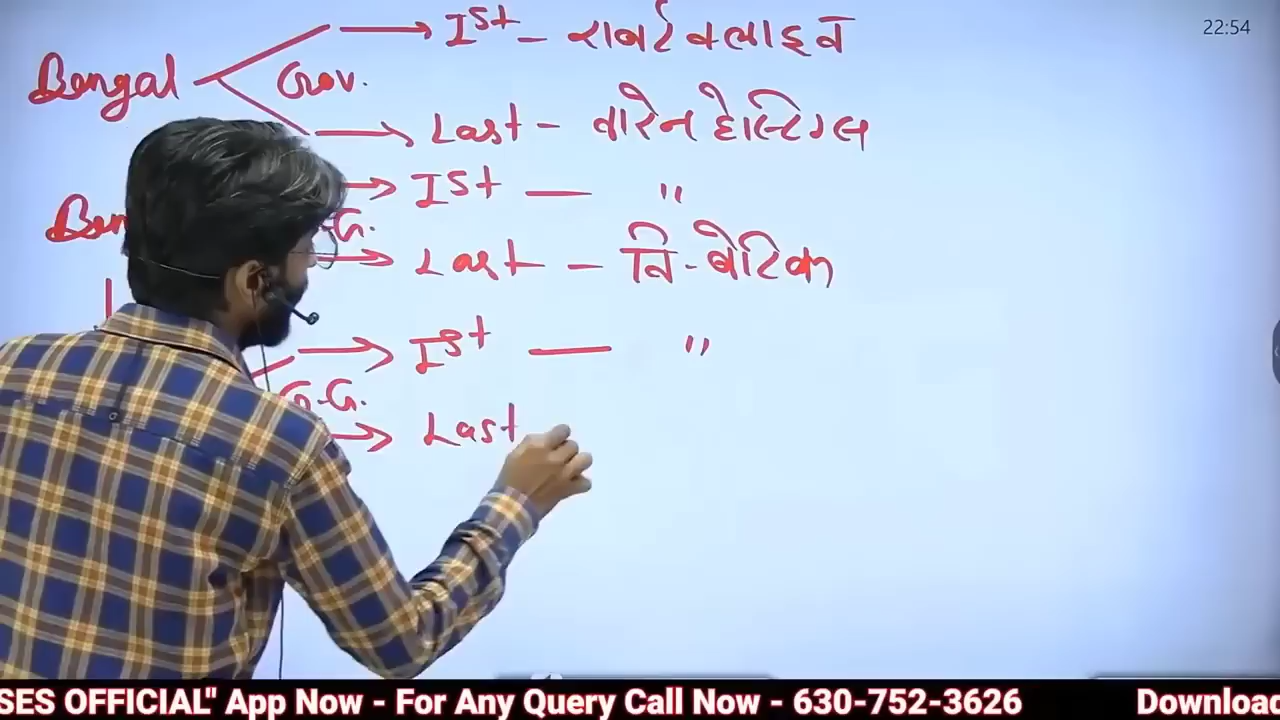 Bengal Gov. Ist - રાબર્ટ ક્લાઇવ
Last - વોરેન હેસ્ટિંગ્સ
Ist — "
G.
Last - વિ. બેંટિક
Ist — "
G.G.
Last
22:54
SES OFFICIAL" App Now - For Any Query Call Now - 630-752-3626 Download